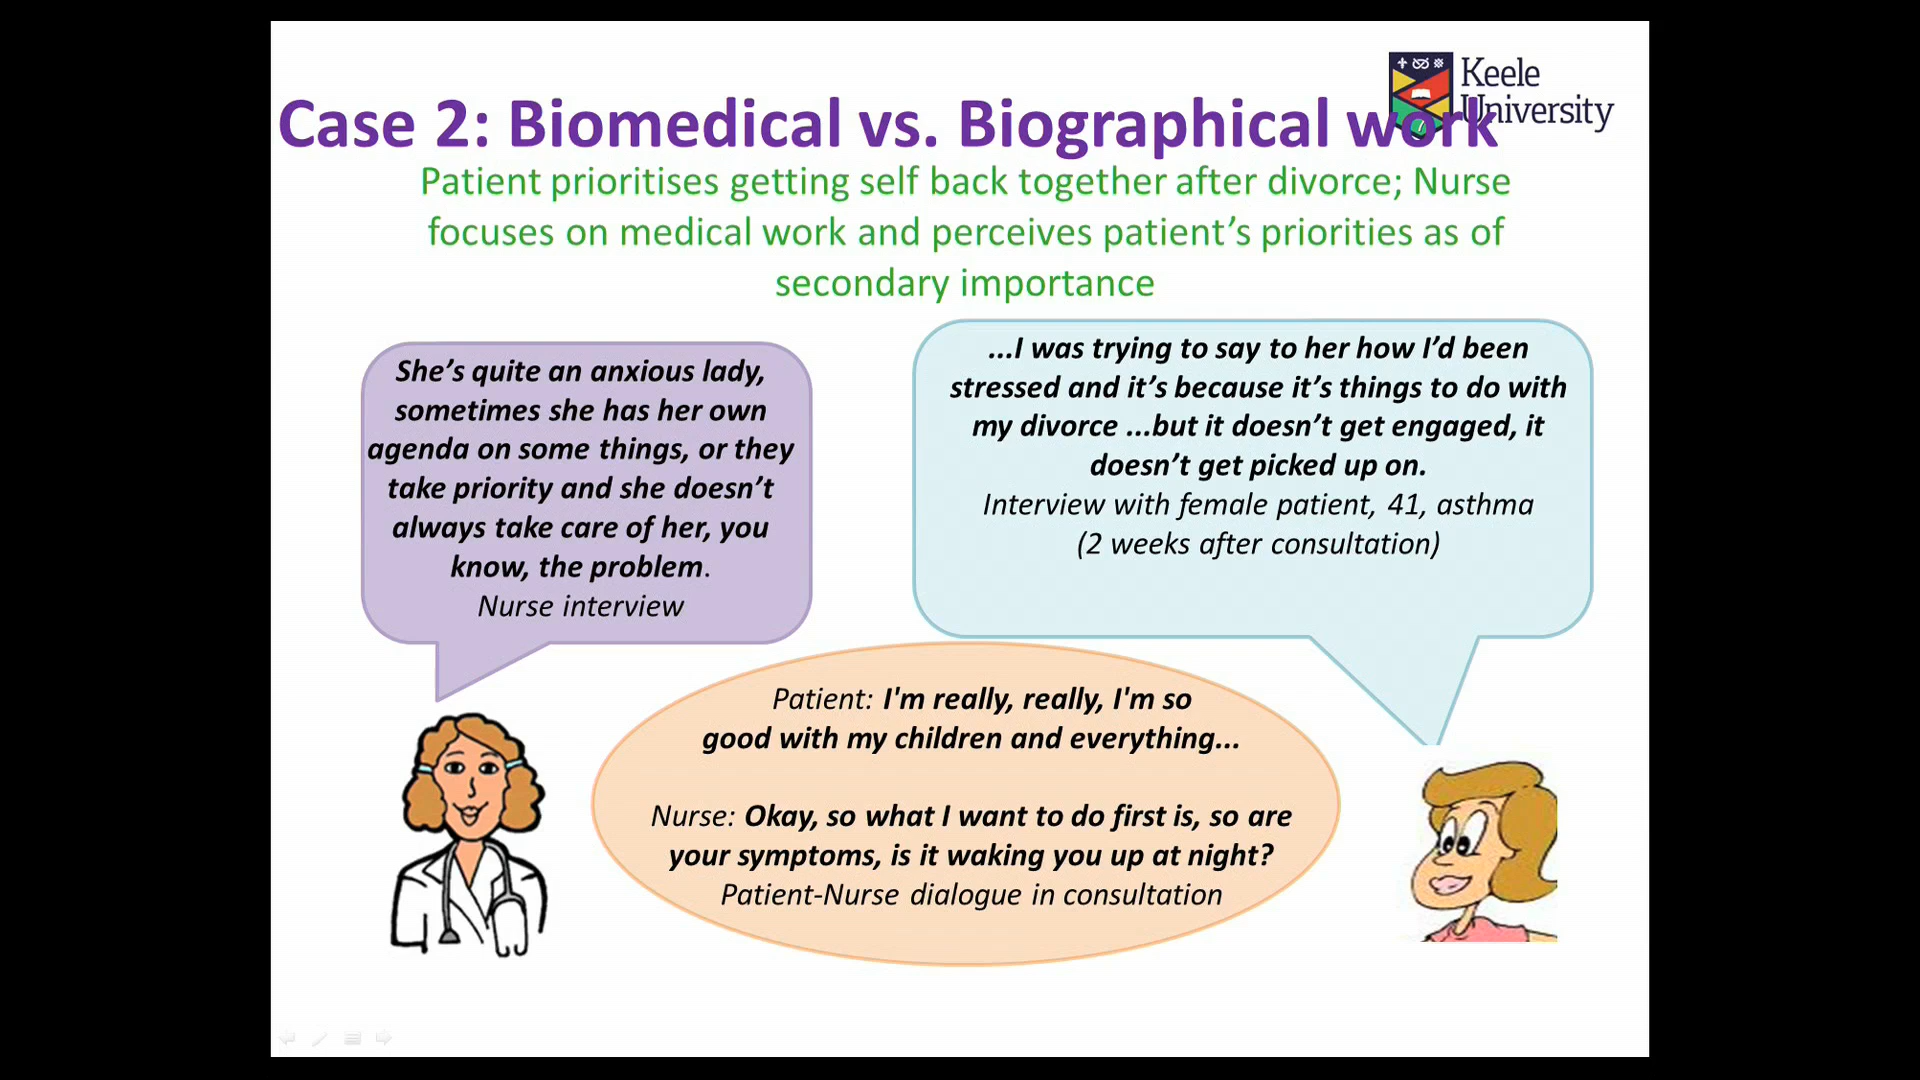 Keele
University
Case 2: Biomedical vs. Biographical work
Patient prioritises getting self back together after divorce; Nurse
focuses on medical work and perceives patient’s priorities as of
secondary importance
She’s quite an anxious lady,
sometimes she has her own
agenda on some things, or they
take priority and she doesn’t
always take care of her, you
know, the problem.
Nurse interview
...I was trying to say to her how I’d been
stressed and it’s because it’s things to do with
my divorce ...but it doesn’t get engaged, it
doesn’t get picked up on.
Interview with female patient, 41, asthma
(2 weeks after consultation)
Patient: I'm really, really, I'm so
good with my children and everything...
Nurse: Okay, so what I want to do first is, so are
your symptoms, is it waking you up at night?
Patient-Nurse dialogue in consultation